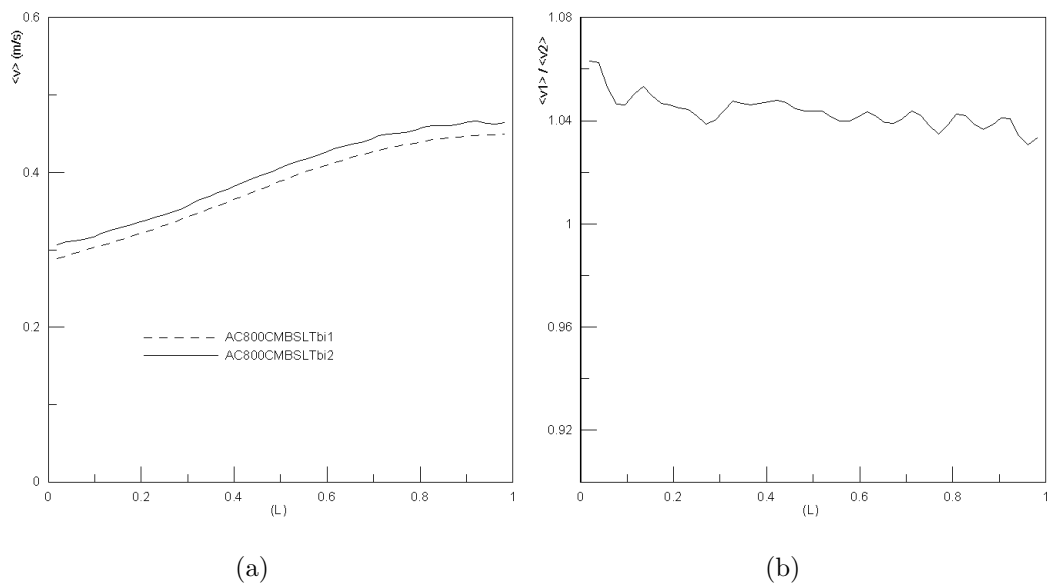 0.6
0.4
0.2
0
<v> (m/s)
AC800CMBSLTbi1
AC800CMBSLTbi2
0 0.2 0.4 0.6 0.8 1
(L)
(a)
1.08
1.04
1
0.96
0.92
<v1> / <v2>
0 0.2 0.4 0.6 0.8 1
(L)
(b)